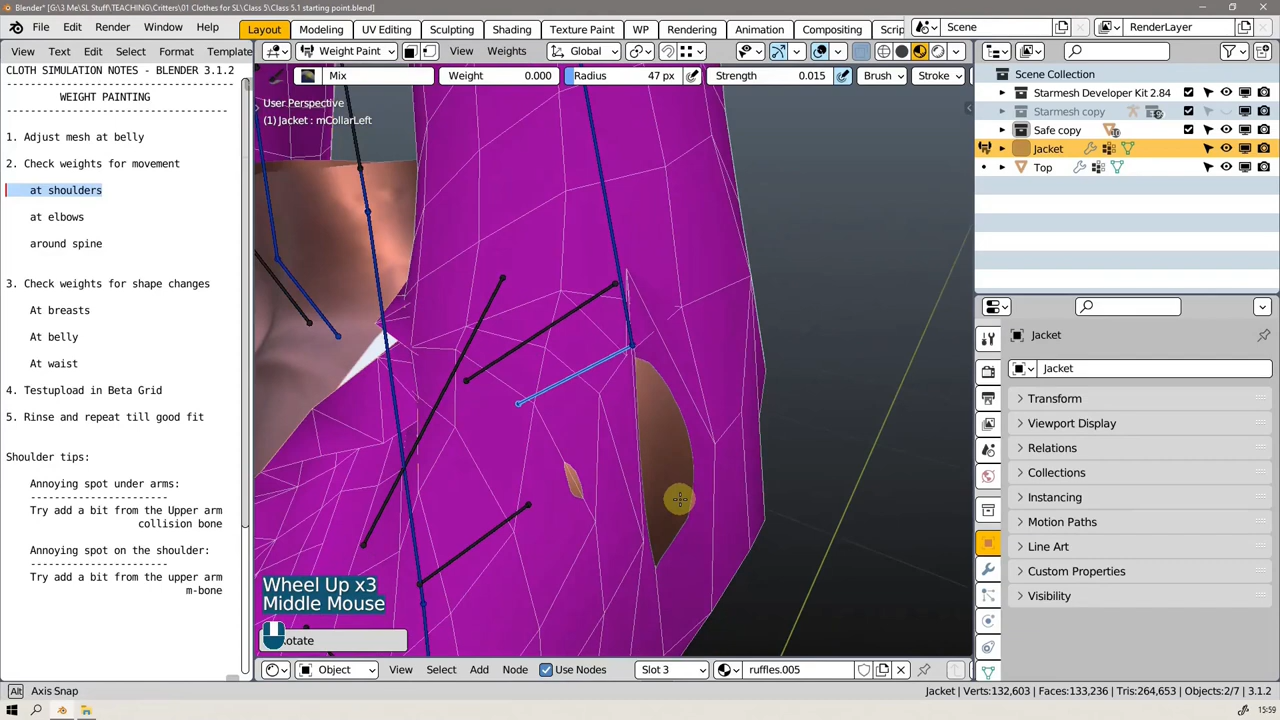 Blender* [G:\3 Me\SL Stuff\TEACHING\Critters\01 Clothes for SL\Class 5\Class 5.1 starting point.blend]
File Edit Render Window Help
Layout Modeling UV Editing Sculpting Shading Texture Paint WP Rendering Animation Compositing Scrip
Scene
RenderLayer
View Text Edit Select Format Template
Weight Paint View Weights Global
CLOTH SIMULATION NOTES - BLENDER 3.1.2
WEIGHT PAINTING
1. Adjust mesh at belly
2. Check weights for movement
at shoulders
at elbows
around spine
3. Check weights for shape changes
At breasts
At belly
At waist
4. Testupload in Beta Grid
5. Rinse and repeat till good fit
Shoulder tips:
Annoying spot under arms:
Try add a bit from the Upper arm
collision bone
Annoying spot on the shoulder:
Try add a bit from the upper arm
m-bone
Mix
Weight 0.000
Radius 47 px
Strength 0.015
Brush
Stroke
User Perspective
(1) Jacket : mCollarLeft
Wheel Up x3
Middle Mouse
otate
Object View Select Add Node Use Nodes Slot 3 ruffles.005
Scene Collection
Starmesh Developer Kit 2.84
Starmesh copy
Safe copy
Jacket
Top
Jacket
Jacket
Transform
Viewport Display
Relations
Collections
Instancing
Motion Paths
Line Art
Custom Properties
Visibility
Alt Axis Snap
Jacket | Verts:132,603 | Faces:133,236 | Tris:264,653 | Objects:2/7 | 3.1.2
15:59